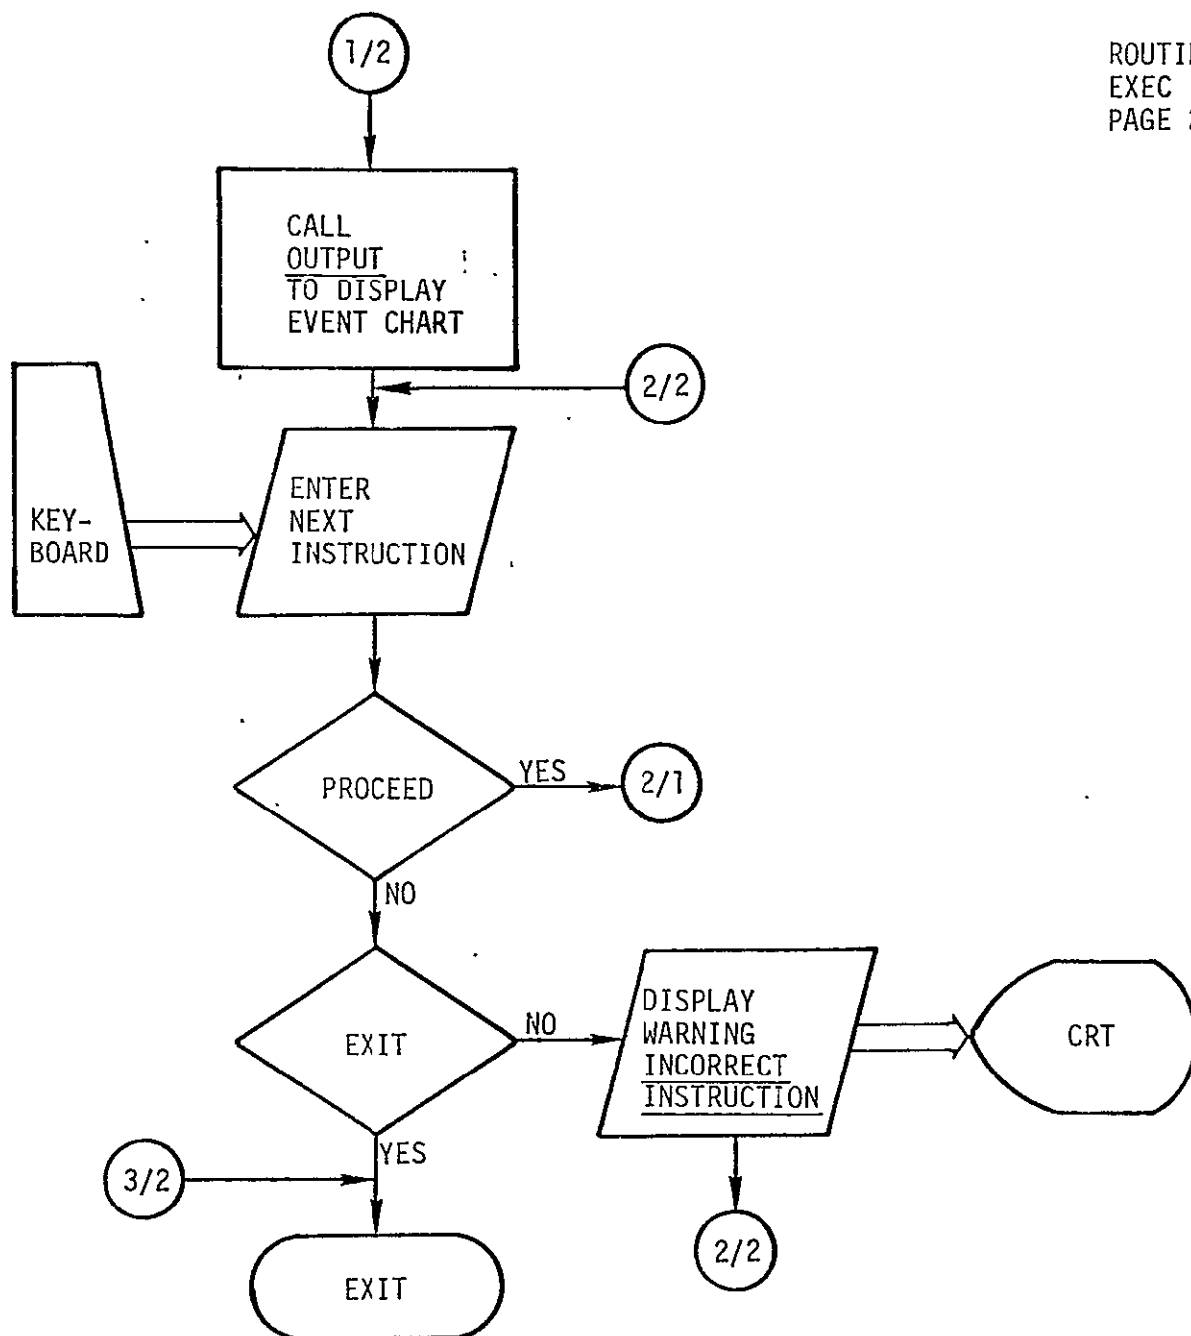 1/2
EXEC
PAGE
CALL
OUTPUT
TO DISPLAY
EVENT CHART
2/2
KEY-
BOARD
ENTER
NEXT
INSTRUCTION
PROCEED
YES
2/1
NO
EXIT
NO
DISPLAY
WARNING
INCORRECT
INSTRUCTION
CRT
YES
3/2
2/2
EXIT